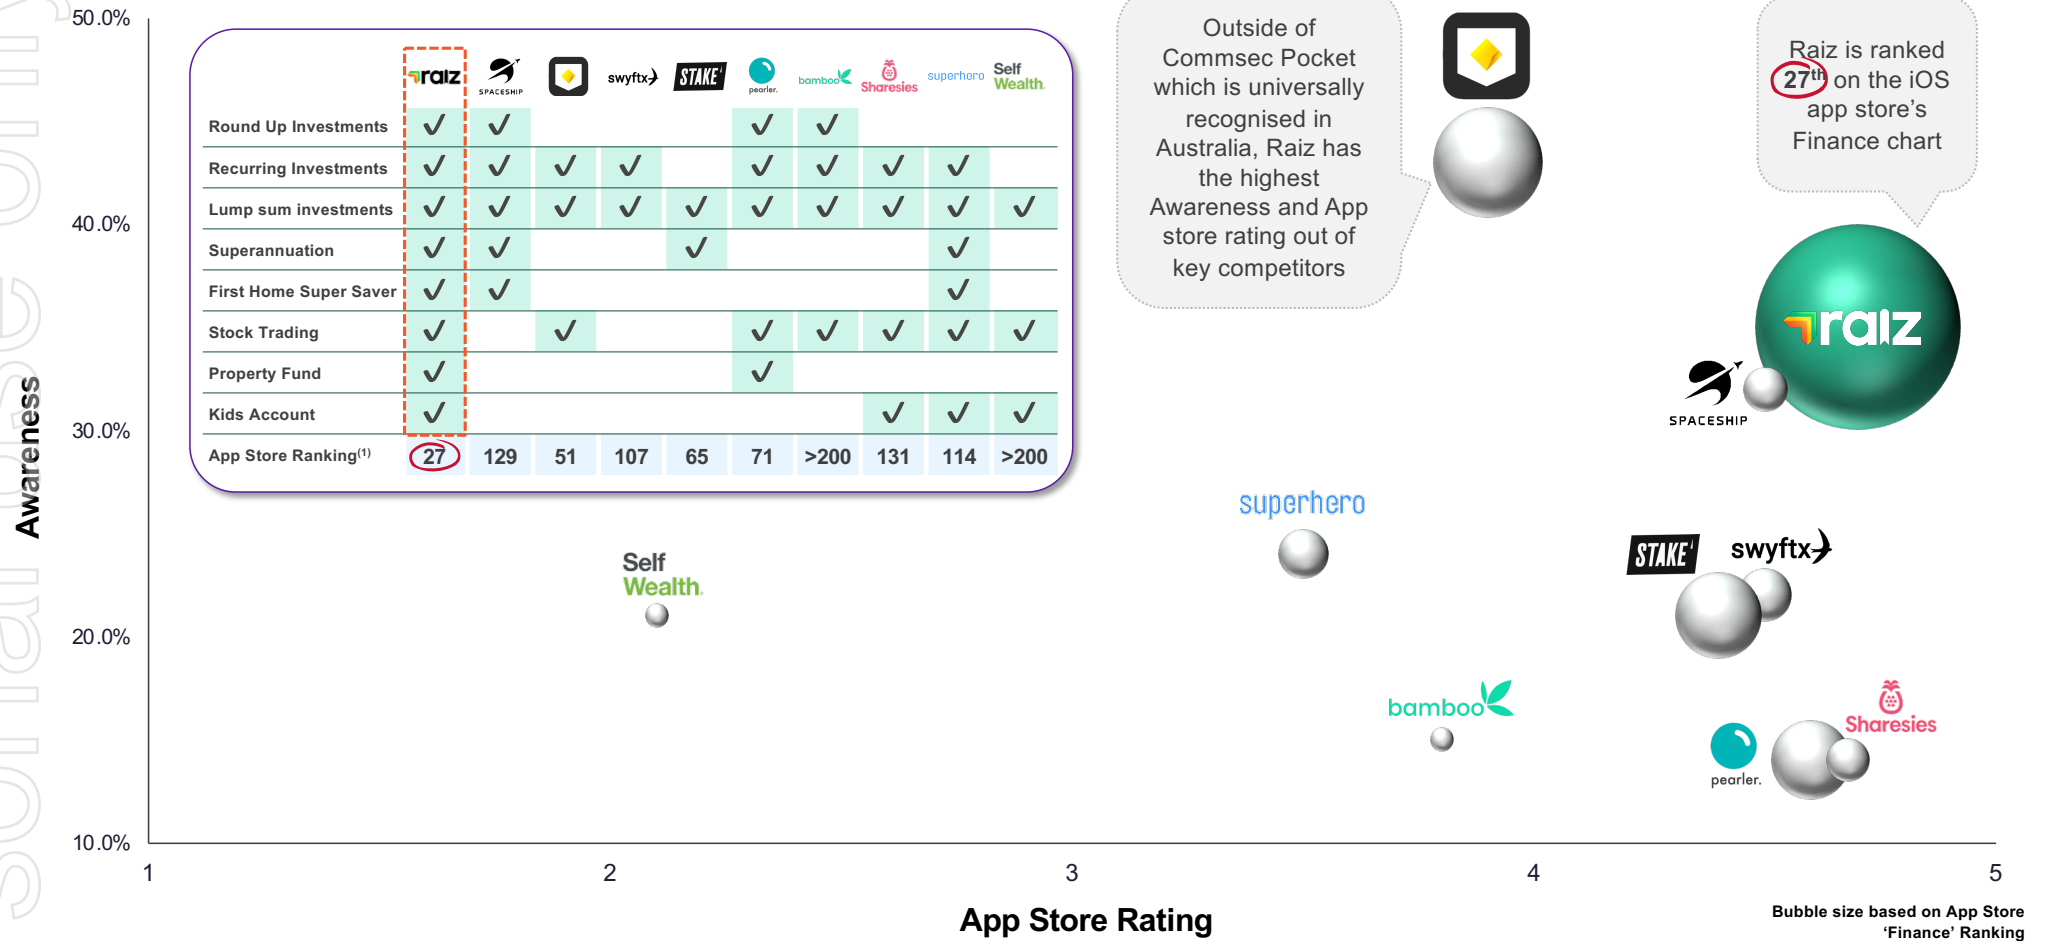 50.0%
40.0%
30.0%
20.0%
10.0%
Awareness
raiz
SPACESHIP
swyftx
STAKE
pearler.
bamboo
Sharesies
superhero
Self
Wealth.
Round Up Investments ✓ ✓ ✓ ✓
Recurring Investments ✓ ✓ ✓ ✓ ✓ ✓ ✓ ✓
Lump sum investments ✓ ✓ ✓ ✓ ✓ ✓ ✓ ✓ ✓ ✓
Superannuation ✓ ✓ ✓ ✓
First Home Super Saver ✓ ✓ ✓
Stock Trading ✓ ✓ ✓ ✓ ✓ ✓ ✓
Property Fund ✓ ✓
Kids Account ✓ ✓ ✓ ✓
App Store Ranking(1) 27 129 51 107 65 71 >200 131 114 >200
Outside of
Commsec Pocket
which is universally
recognised in
Australia, Raiz has
the highest
Awareness and App
store rating out of
key competitors
Raiz is ranked
27th on the iOS
app store's
Finance chart
raiz
SPACESHIP
superhero
Self
Wealth.
STAKE
swyftx
bamboo
Sharesies
pearler.
1 2 3 4 5
App Store Rating
Bubble size based on App Store
'Finance' Ranking